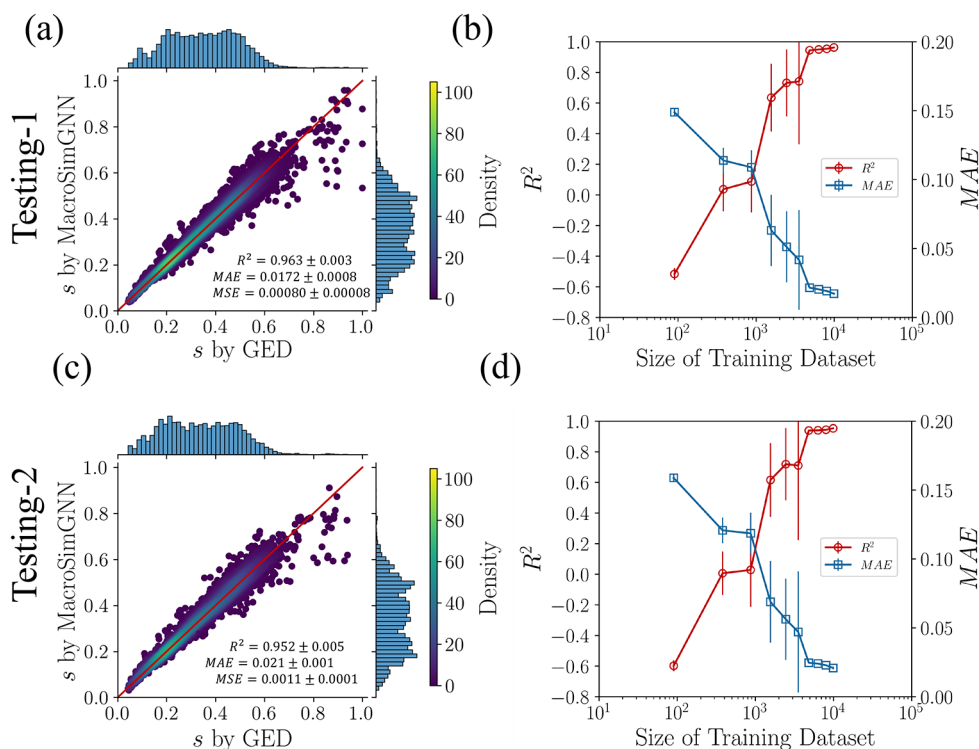 (a)
Testing-1
s by MacroSimGNN
1.0
0.8
0.6
0.4
0.2
0.0
0.0 0.2 0.4 0.6 0.8 1.0
s by GED
R² = 0.963 ± 0.003
MAE = 0.0172 ± 0.0008
MSE = 0.00080 ± 0.00008
100
80
60
40
20
0
Density
(b)
R²
1.0
0.8
0.6
0.4
0.2
0.0
−0.2
−0.4
−0.6
−0.8
10¹ 10² 10³ 10⁴ 10⁵
Size of Training Dataset
R²
MAE
0.20
0.15
0.10
0.05
0.00
MAE
(c)
Testing-2
s by MacroSimGNN
1.0
0.8
0.6
0.4
0.2
0.0
0.0 0.2 0.4 0.6 0.8 1.0
s by GED
R² = 0.952 ± 0.005
MAE = 0.021 ± 0.001
MSE = 0.0011 ± 0.0001
100
80
60
40
20
0
Density
(d)
R²
1.0
0.8
0.6
0.4
0.2
0.0
−0.2
−0.4
−0.6
−0.8
10¹ 10² 10³ 10⁴ 10⁵
Size of Training Dataset
R²
MAE
0.20
0.15
0.10
0.05
0.00
MAE